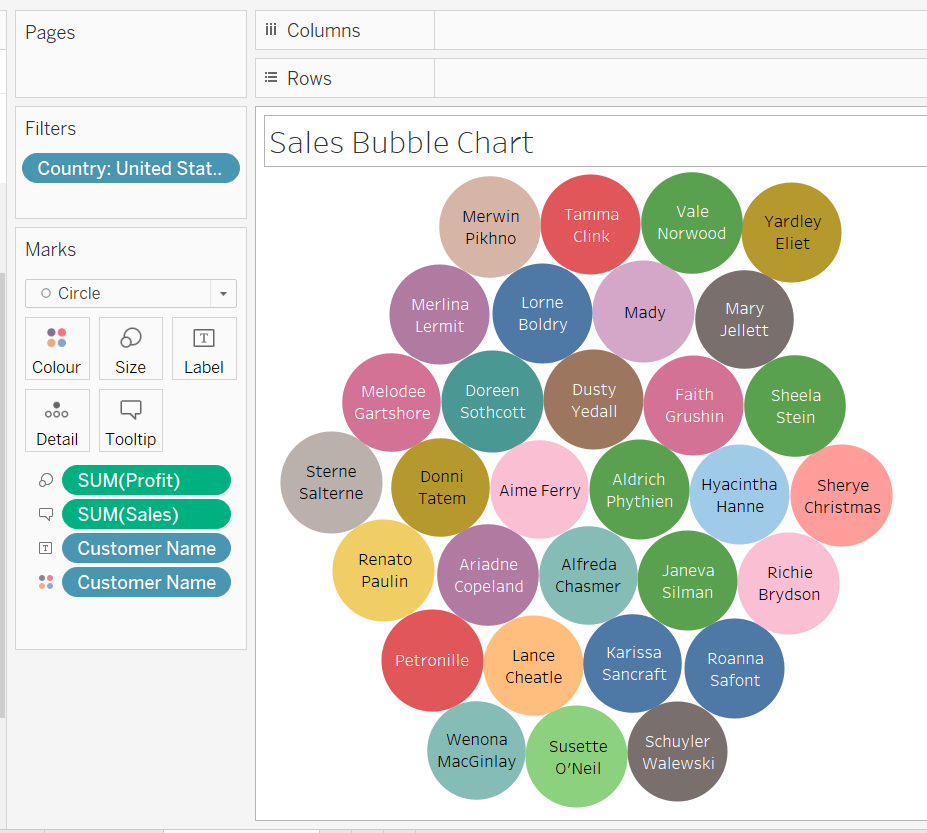 Pages
Columns
Rows
Filters
Country: United Stat..
Marks
Circle
Colour
Size
Label
Detail
Tooltip
SUM(Profit)
SUM(Sales)
Customer Name
Customer Name
Sales Bubble Chart
Merwin
Pikhno
Tamma
Clink
Vale
Norwood
Yardley
Eliet
Merlina
Lermit
Lorne
Boldry
Mady
Mary
Jellett
Melodee
Gartshore
Doreen
Sothcott
Dusty
Yedall
Faith
Grushin
Sheela
Stein
Sterne
Salterne
Donni
Tatem
Aime Ferry
Aldrich
Phythien
Hyacintha
Hanne
Sherye
Christmas
Renato
Paulin
Ariadne
Copeland
Alfreda
Chasmer
Janeva
Silman
Richie
Brydson
Petronille
Lance
Cheatle
Karissa
Sancraft
Roanna
Safont
Wenona
MacGinlay
Susette
O'Neil
Schuyler
Walewski